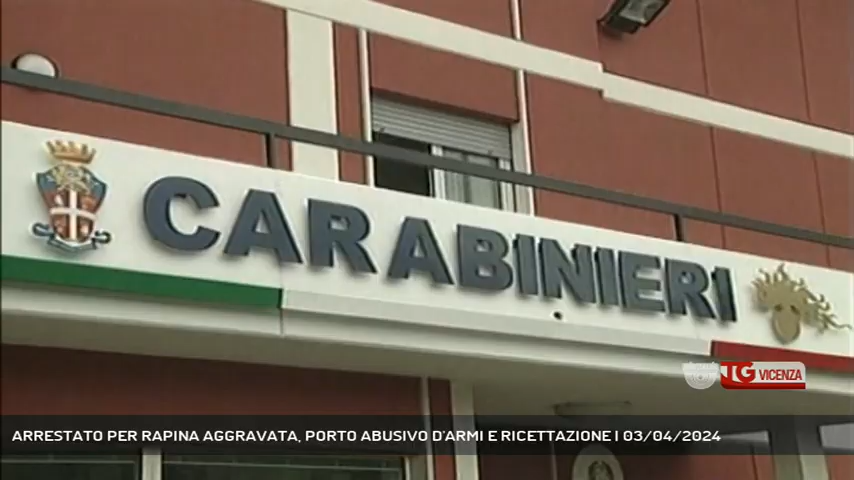 CARABINIERI
TG VICENZA
ARRESTATO PER RAPINA AGGRAVATA, PORTO ABUSIVO D'ARMI E RICETTAZIONE | 03/04/2024